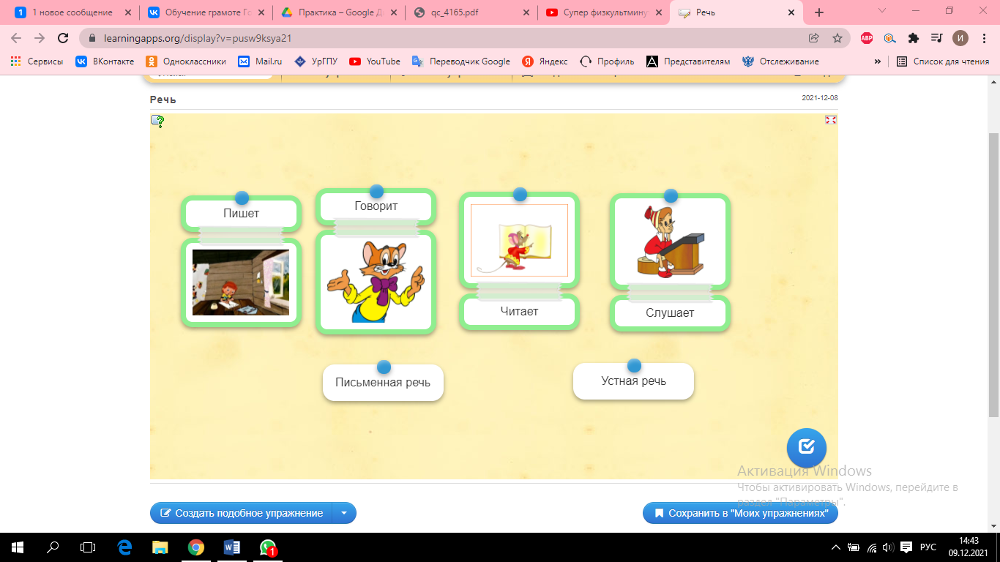 1 новое сообщение
Обучение грамоте Го
Практика – Google Д
qc_4165.pdf
Супер физкультмину
Речь
learningapps.org/display?v=pusw9ksya21
ABP
И
Сервисы
ВКонтакте
Одноклассники
Mail.ru
УрГПУ
YouTube
Переводчик Google
Яндекс
Профиль
Представителям
Отслеживание
»
Список для чтения
Речь
2021-12-08
Пишет
Говорит
Читает
Слушает
Письменная речь
Устная речь
Активация Windows
Чтобы активировать Windows, перейдите в
раздел "Параметры".
Создать подобное упражнение
Сохранить в "Моих упражнениях"
1
РУС
14:43
09.12.2021